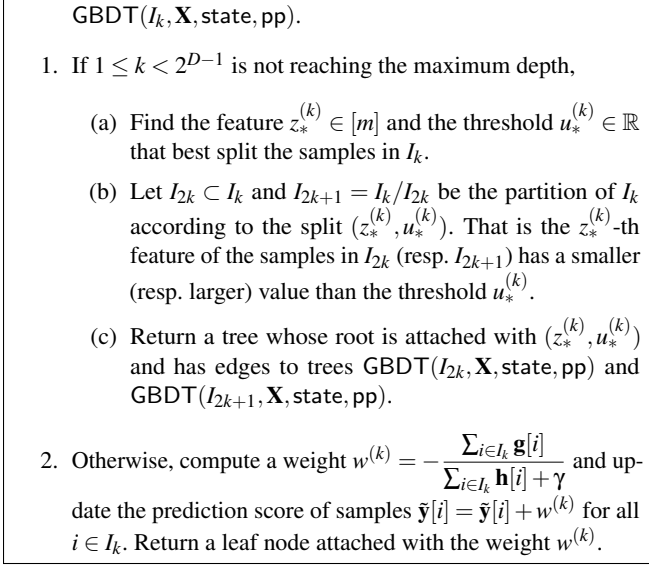 GBDT(I_k, X, state, pp).
1. If 1 ≤ k < 2^{D−1} is not reaching the maximum depth,
(a) Find the feature z_*^{(k)} ∈ [m] and the threshold u_*^{(k)} ∈ ℝ
that best split the samples in I_k.
(b) Let I_{2k} ⊂ I_k and I_{2k+1} = I_k/I_{2k} be the partition of I_k
according to the split (z_*^{(k)}, u_*^{(k)}). That is the z_*^{(k)}-th
feature of the samples in I_{2k} (resp. I_{2k+1}) has a smaller
(resp. larger) value than the threshold u_*^{(k)}.
(c) Return a tree whose root is attached with (z_*^{(k)}, u_*^{(k)})
and has edges to trees GBDT(I_{2k}, X, state, pp) and
GBDT(I_{2k+1}, X, state, pp).
2. Otherwise, compute a weight w^{(k)} = −\frac{∑_{i∈I_k} g[i]}{∑_{i∈I_k} h[i] + γ} and up-
date the prediction score of samples ỹ[i] = ỹ[i] + w^{(k)} for all
i ∈ I_k. Return a leaf node attached with the weight w^{(k)}.